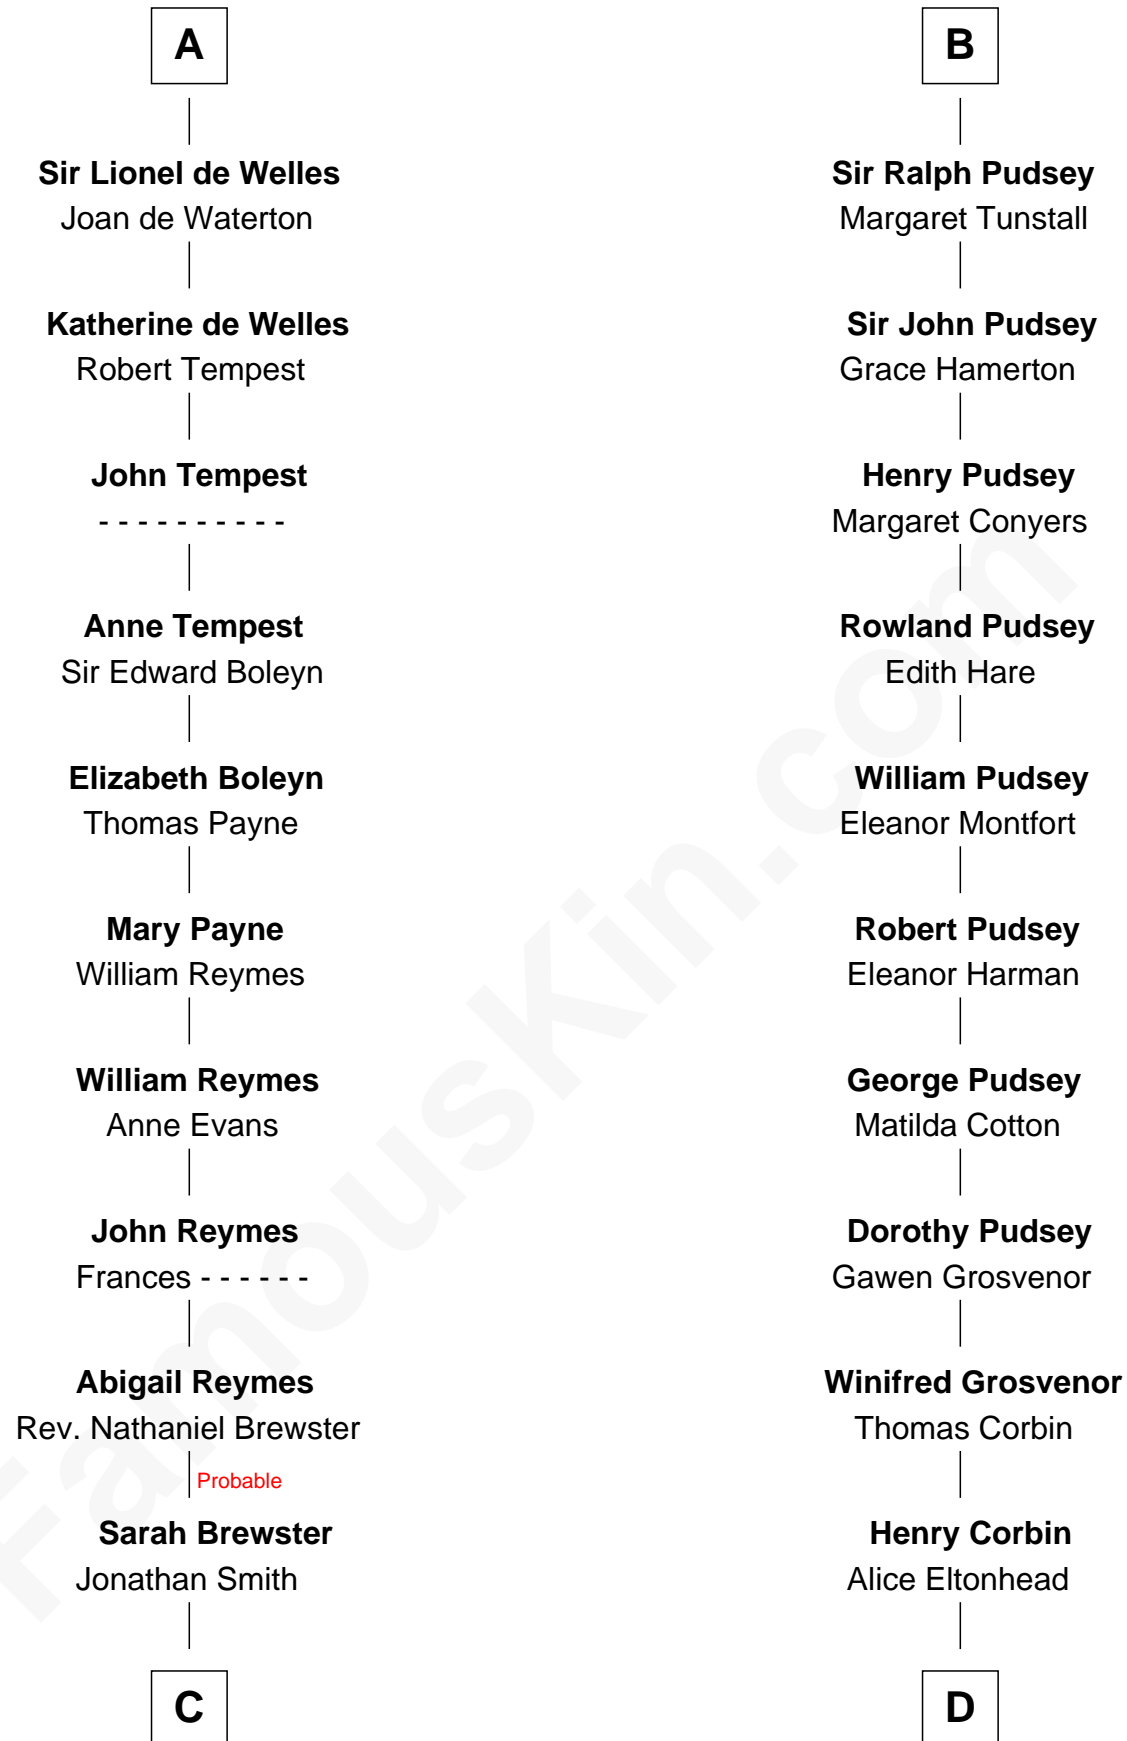 A
Sir Lionel de Welles
Joan de Waterton
Katherine de Welles
Robert Tempest
John Tempest
- - - - - - - - - -
Anne Tempest
Sir Edward Boleyn
Elizabeth Boleyn
Thomas Payne
Mary Payne
William Reymes
William Reymes
Anne Evans
John Reymes
Frances - - - - - -
Abigail Reymes
Rev. Nathaniel Brewster
Probable
Sarah Brewster
Jonathan Smith
C
B
Sir Ralph Pudsey
Margaret Tunstall
Sir John Pudsey
Grace Hamerton
Henry Pudsey
Margaret Conyers
Rowland Pudsey
Edith Hare
William Pudsey
Eleanor Montfort
Robert Pudsey
Eleanor Harman
George Pudsey
Matilda Cotton
Dorothy Pudsey
Gawen Grosvenor
Winifred Grosvenor
Thomas Corbin
Henry Corbin
Alice Eltonhead
D
FamousKin.com